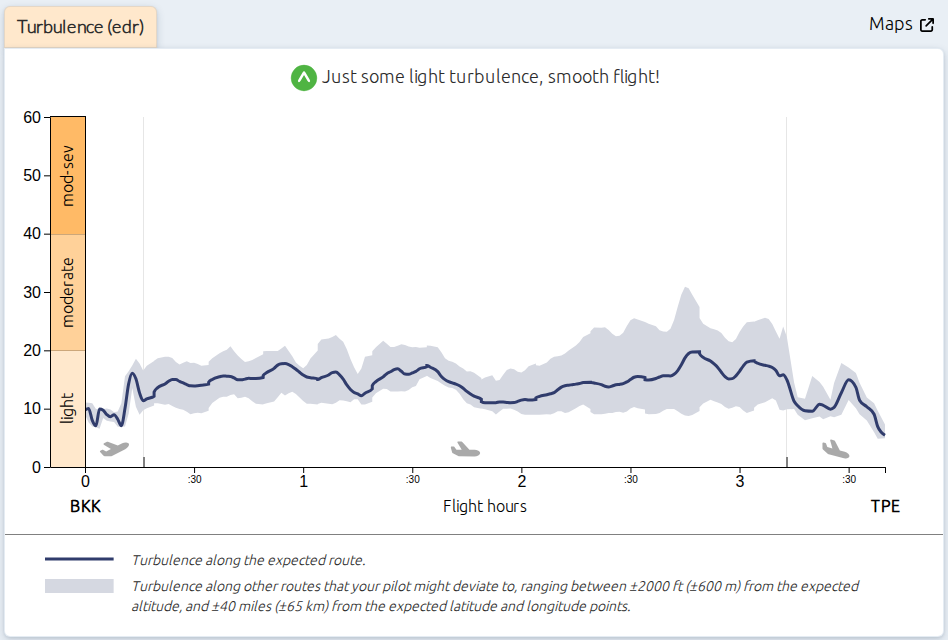 Turbulence (edr)
Maps
Just some light turbulence, smooth flight!
60
50
40
30
20
10
0
mod-sev
moderate
light
0
:30
1
:30
2
:30
3
:30
BKK
Flight hours
TPE
Turbulence along the expected route.
Turbulence along other routes that your pilot might deviate to, ranging between ±2000 ft (±600 m) from the expected
altitude, and ±40 miles (±65 km) from the expected latitude and longitude points.